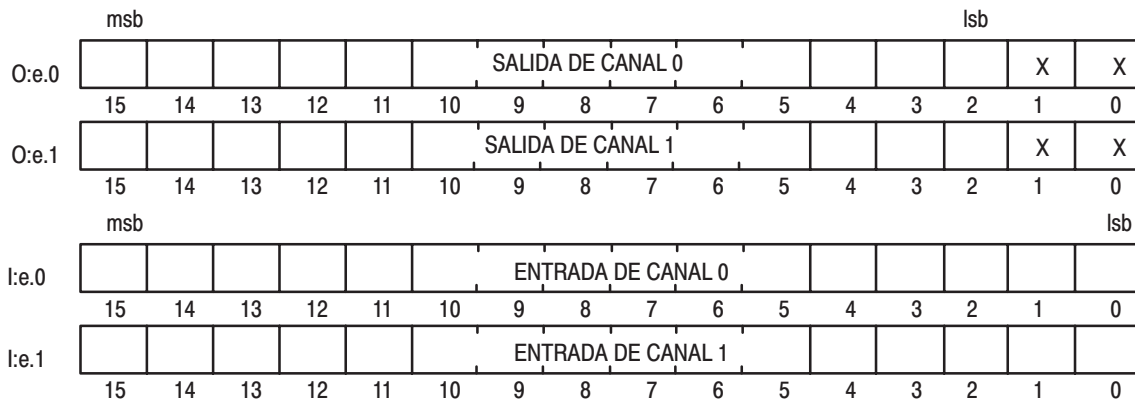 msb lsb
O:e.0 SALIDA DE CANAL 0 X X
15 14 13 12 11 10 9 8 7 6 5 4 3 2 1 0
O:e.1 SALIDA DE CANAL 1 X X
15 14 13 12 11 10 9 8 7 6 5 4 3 2 1 0
msb lsb
I:e.0 ENTRADA DE CANAL 0
15 14 13 12 11 10 9 8 7 6 5 4 3 2 1 0
I:e.1 ENTRADA DE CANAL 1
15 14 13 12 11 10 9 8 7 6 5 4 3 2 1 0